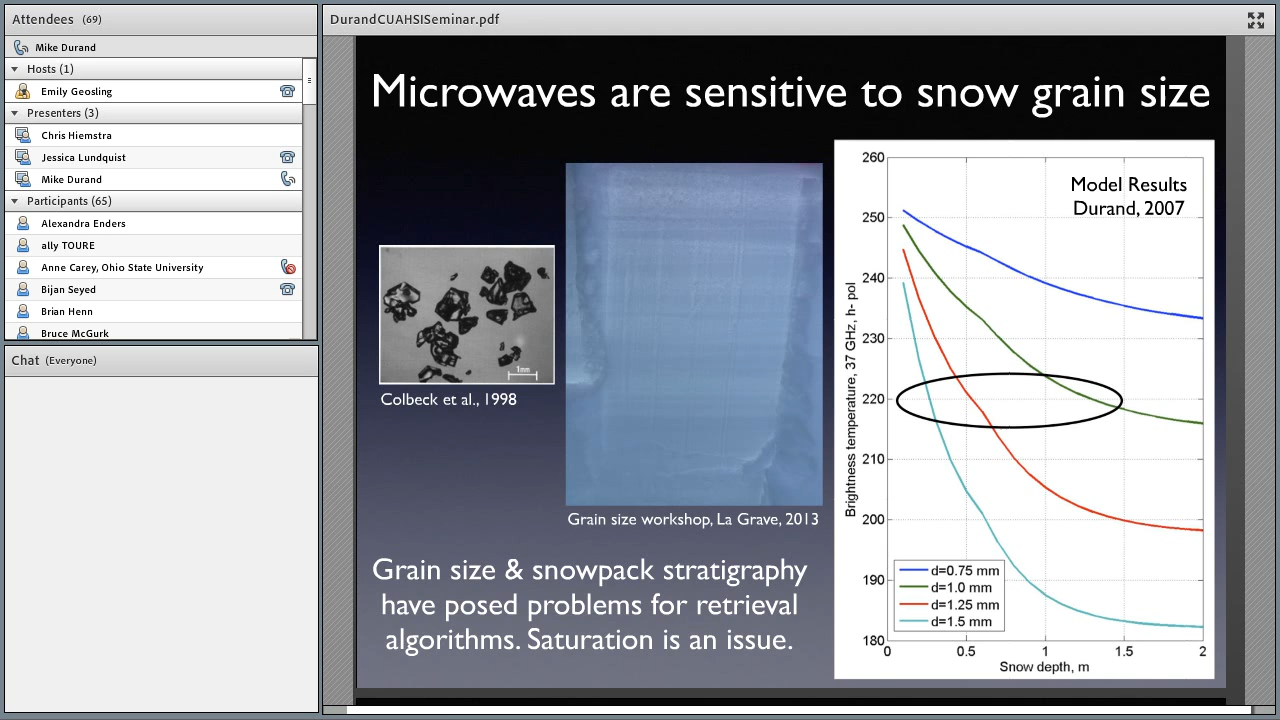 Attendees (69)
Mike Durand
Hosts (1)
Emily Geosling
Presenters (3)
Chris Hiemstra
Jessica Lundquist
Mike Durand
Participants (65)
Alexandra Enders
ally TOURE
Anne Carey, Ohio State University
Bijan Seyed
Brian Henn
Bruce McGurk
Chat (Everyone)
DurandCUAHSISeminar.pdf
Microwaves are sensitive to snow grain size
1mm
Colbeck et al., 1998
Grain size workshop, La Grave, 2013
Grain size & snowpack stratigraphy
have posed problems for retrieval
algorithms. Saturation is an issue.
Model Results
Durand, 2007
Brightness temperature, 37 GHz, h- pol
260
250
240
230
220
210
200
190
180
d=0.75 mm
d=1.0 mm
d=1.25 mm
d=1.5 mm
0 0.5 1 1.5 2
Snow depth, m